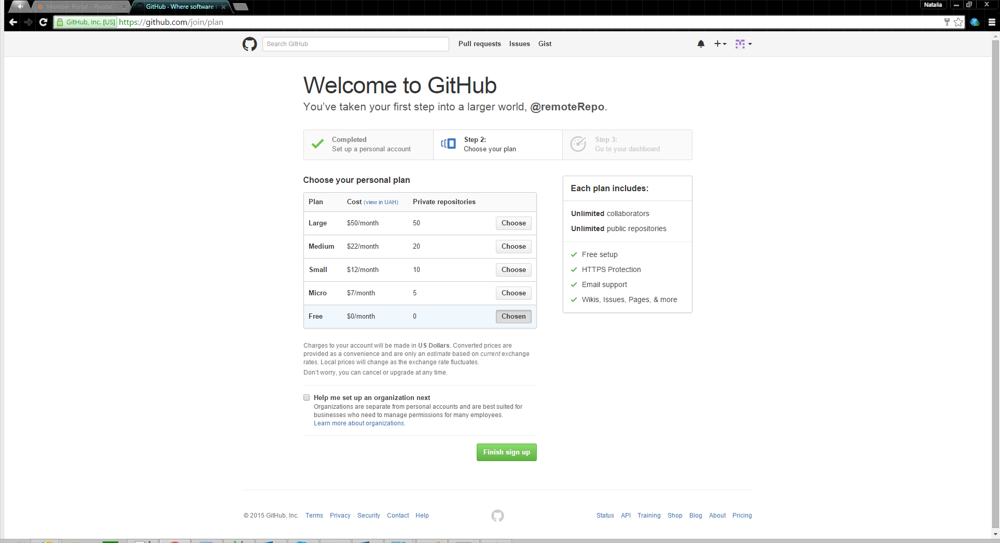 Member Portal - Pivotal T
GitHub · Where software i
Natalia
GitHub, Inc. [US] https://github.com/join/plan
Search GitHub
Pull requests Issues Gist
Welcome to GitHub
You’ve taken your first step into a larger world, @remoteRepo.
Completed
Set up a personal account
Step 2:
Choose your plan
Step 3:
Go to your dashboard
Choose your personal plan
Plan Cost (view in UAH) Private repositories
Large $50/month 50 Choose
Medium $22/month 20 Choose
Small $12/month 10 Choose
Micro $7/month 5 Choose
Free $0/month 0 Chosen
Charges to your account will be made in US Dollars. Converted prices are
provided as a convenience and are only an estimate based on current exchange
rates. Local prices will change as the exchange rate fluctuates.
Don’t worry, you can cancel or upgrade at any time.
Help me set up an organization next
Organizations are separate from personal accounts and are best suited for
businesses who need to manage permissions for many employees.
Learn more about organizations.
Finish sign up
Each plan includes:
Unlimited collaborators
Unlimited public repositories
Free setup
HTTPS Protection
Email support
Wikis, Issues, Pages, & more
© 2015 GitHub, Inc. Terms Privacy Security Contact Help
Status API Training Shop Blog About Pricing